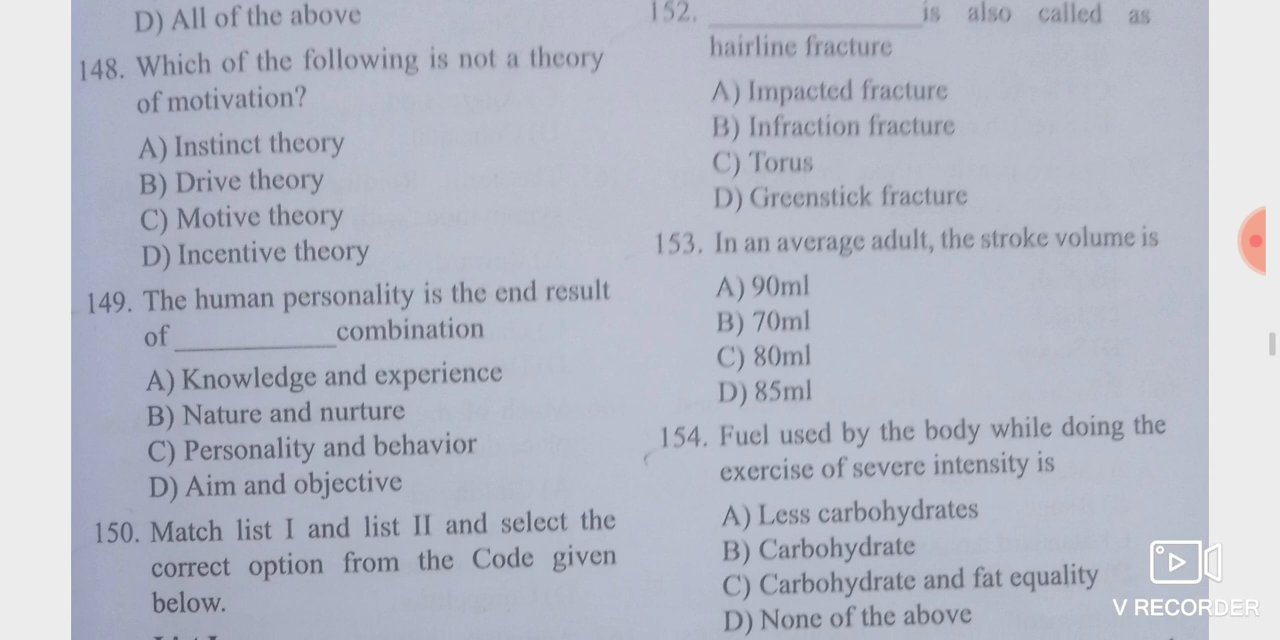 D) All of the above
148. Which of the following is not a theory
of motivation?
A) Instinct theory
B) Drive theory
C) Motive theory
D) Incentive theory
149. The human personality is the end result
of ____________combination
A) Knowledge and experience
B) Nature and nurture
C) Personality and behavior
D) Aim and objective
150. Match list I and list II and select the
correct option from the Code given
below.
152. ________________is also called as
hairline fracture
A) Impacted fracture
B) Infraction fracture
C) Torus
D) Greenstick fracture
153. In an average adult, the stroke volume is
A) 90ml
B) 70ml
C) 80ml
D) 85ml
154. Fuel used by the body while doing the
exercise of severe intensity is
A) Less carbohydrates
B) Carbohydrate
C) Carbohydrate and fat equality
D) None of the above
V RECORDER